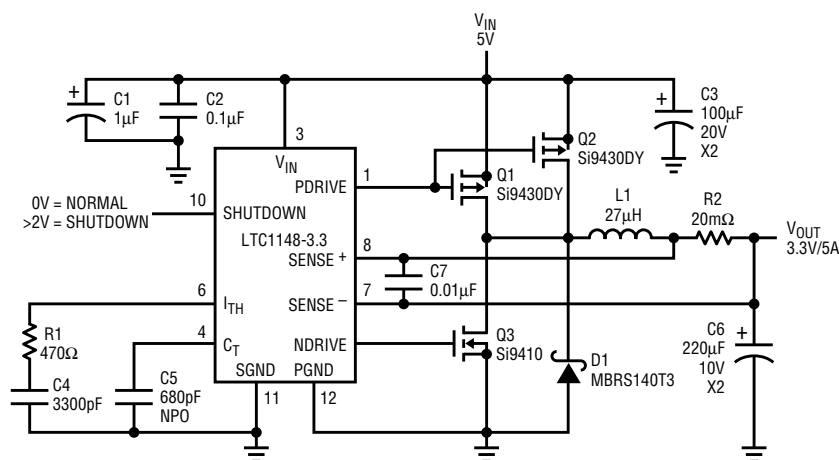 V_IN
5V
+
C1
1μF
C2
0.1μF
+
C3
100μF
20V
X2
3
V_IN
1
PDRIVE
Q1
Si9430DY
Q2
Si9430DY
0V = NORMAL
>2V = SHUTDOWN
10
SHUTDOWN
LTC1148-3.3
L1
27μH
R2
20mΩ
V_OUT
3.3V/5A
8
SENSE +
C7
0.01μF
7
SENSE –
6
I_TH
R1
470Ω
4
C_T
NDRIVE
Q3
Si9410
D1
MBRS140T3
+
C6
220μF
10V
X2
C4
3300pF
C5
680pF
NPO
SGND
11
PGND
12